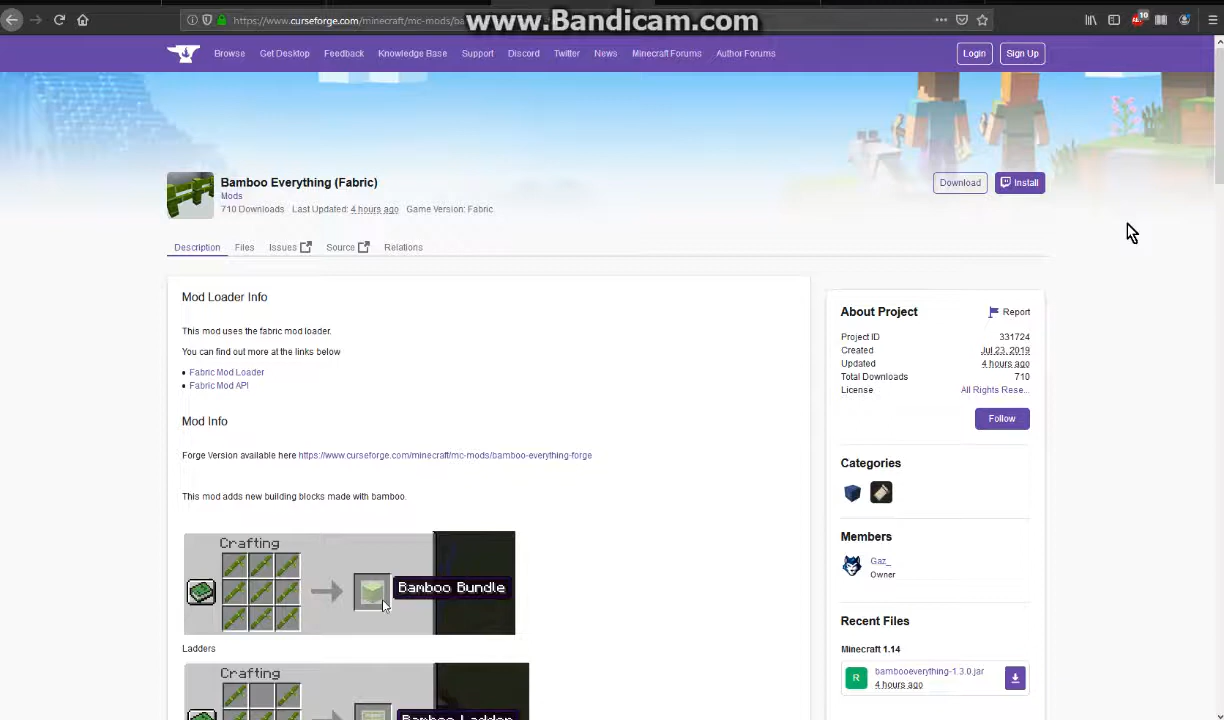 https://www.curseforge.com/minecraft/mc-mods/ba
www.Bandicam.com
10
Browse Get Desktop Feedback Knowledge Base Support Discord Twitter News Minecraft Forums Author Forums Login Sign Up
Bamboo Everything (Fabric)
Mods
710 Downloads Last Updated: 4 hours ago Game Version: Fabric
Download Install
Description Files Issues Source Relations
Mod Loader Info
This mod uses the fabric mod loader.
You can find out more at the links below
• Fabric Mod Loader
• Fabric Mod API
Mod Info
Forge Version available here https://www.curseforge.com/minecraft/mc-mods/bamboo-everything-forge
This mod adds new building blocks made with bamboo.
Crafting
Bamboo Bundle
Ladders
Crafting
Bamboo Ladder
About Project Report
Project ID 331724
Created Jul 23, 2019
Updated 4 hours ago
Total Downloads 710
License All Rights Rese...
Follow
Categories
Members
Gaz_
Owner
Recent Files
Minecraft 1.14
R bambooeverything-1.3.0.jar
4 hours ago